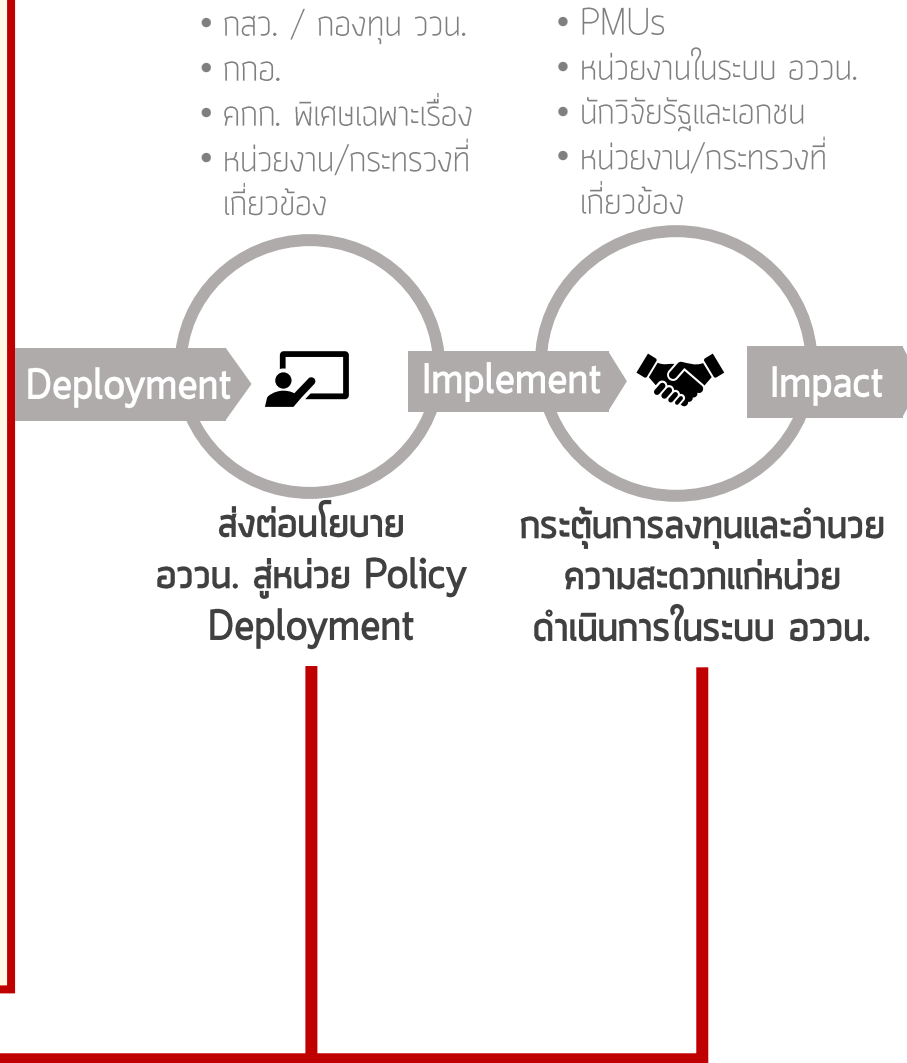 • กสว. / กองทุน ววน.
• กกอ.
• คกก. พิเศษเฉพาะเรื่อง
• หน่วยงาน/กระทรวงที่
เกี่ยวข้อง
• PMUs
• หน่วยงานในระบบ อววน.
• นักวิจัยรัฐและเอกชน
• หน่วยงาน/กระทรวงที่
เกี่ยวข้อง
Deployment
Implement
Impact
ส่งต่อนโยบาย
อววน. สู่หน่วย Policy
Deployment
กระตุ้นการลงทุนและอำนวย
ความสะดวกแก่หน่วย
ดำเนินการในระบบ อววน.